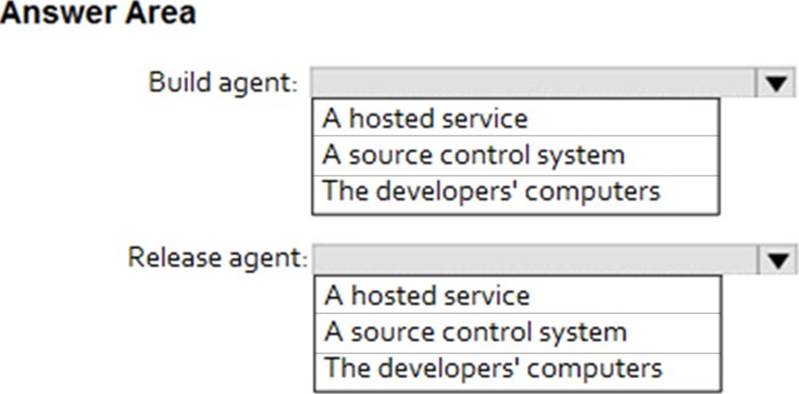 Answer Area
Build agent:
A hosted service
A source control system
The developers' computers
Release agent:
A hosted service
A source control system
The developers' computers